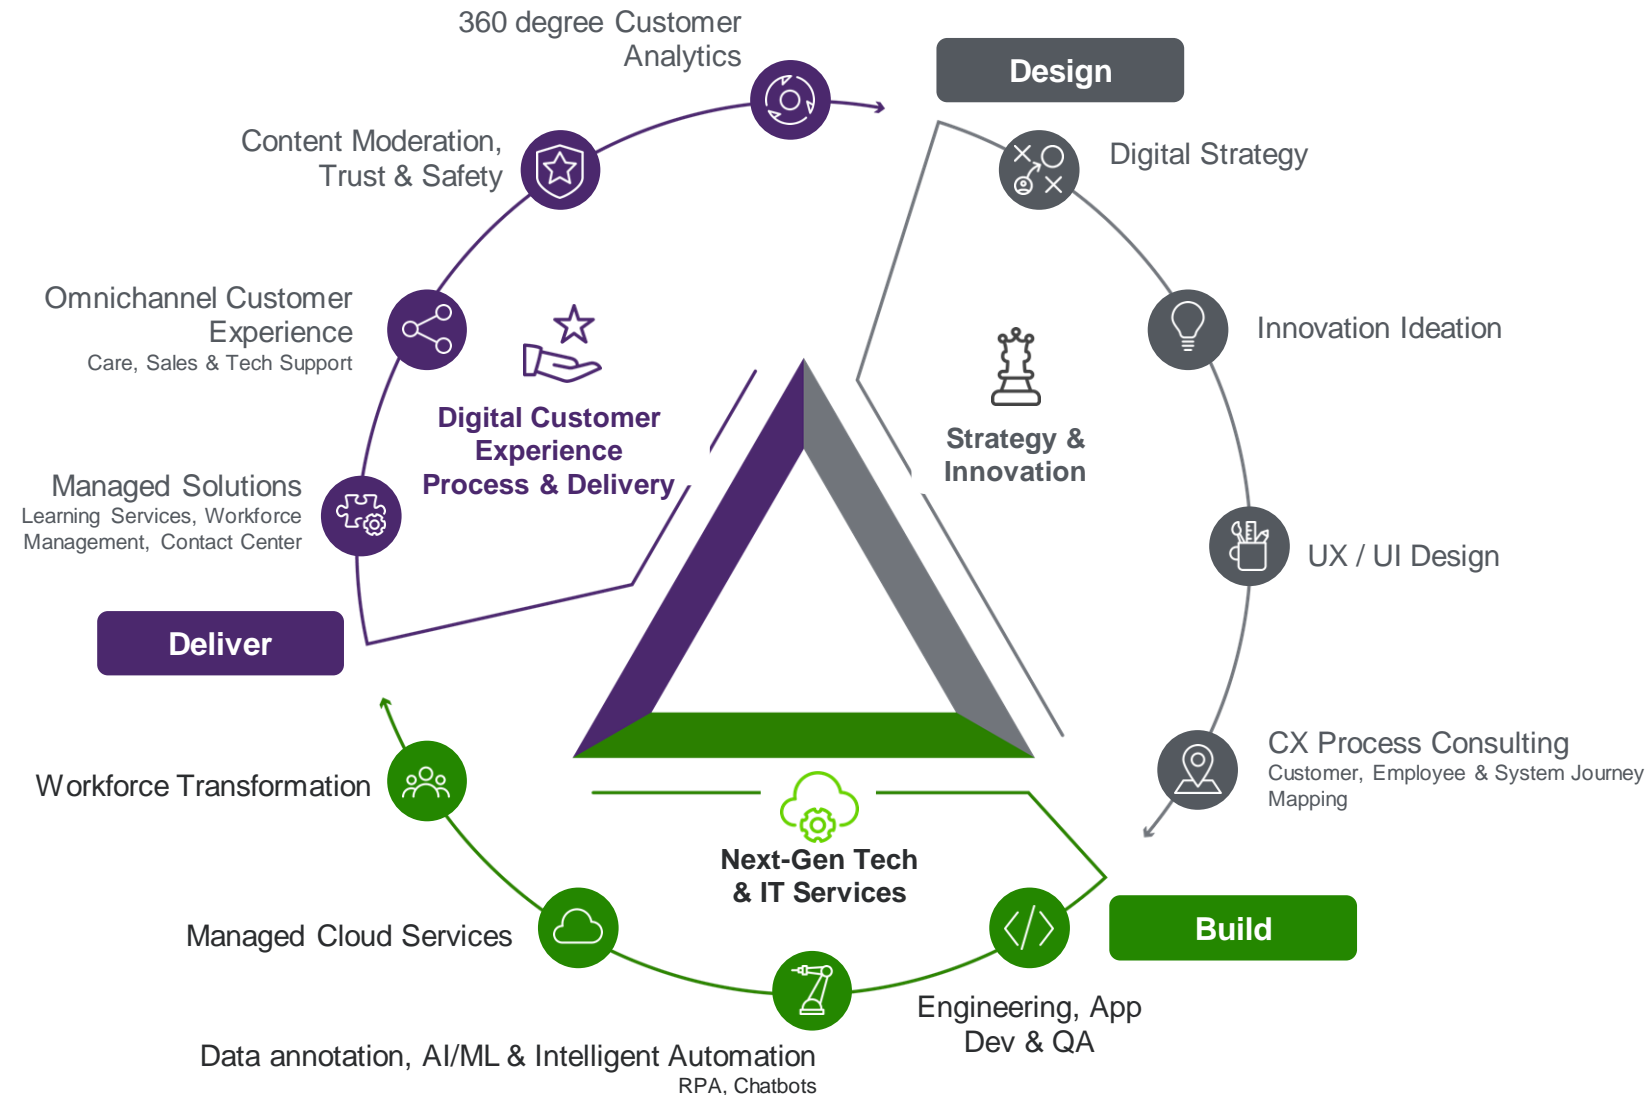 360 degree Customer
Analytics
Design
Content Moderation,
Trust & Safety
Digital Strategy
Omnichannel Customer
Experience
Care, Sales & Tech Support
Innovation Ideation
Digital Customer
Experience
Process & Delivery
Strategy &
Innovation
Managed Solutions
Learning Services, Workforce
Management, Contact Center
UX / UI Design
Deliver
CX Process Consulting
Customer, Employee & System Journey
Mapping
Workforce Transformation
Next-Gen Tech
& IT Services
Build
Managed Cloud Services
Engineering, App
Dev & QA
Data annotation, AI/ML & Intelligent Automation
RPA, Chatbots